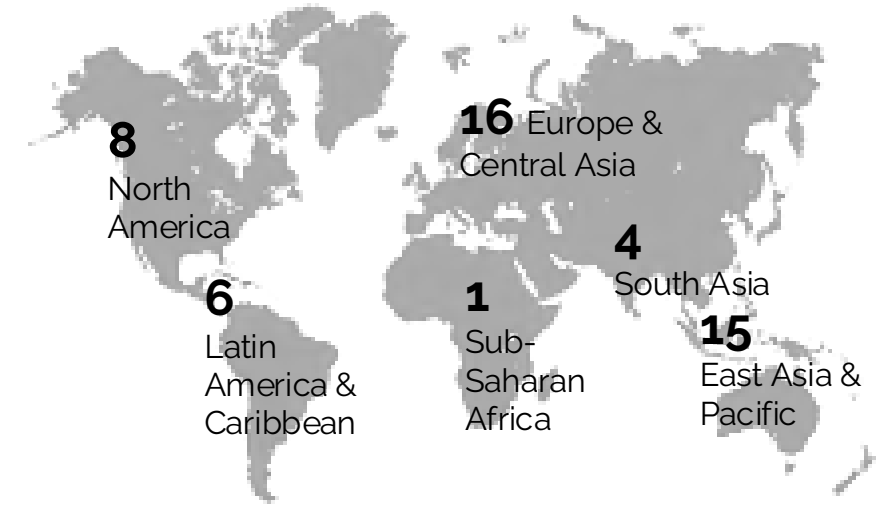 8
North
America
16 Europe &
Central Asia
6
Latin
America &
Caribbean
1
Sub-
Saharan
Africa
4
South Asia
15
East Asia &
Pacific